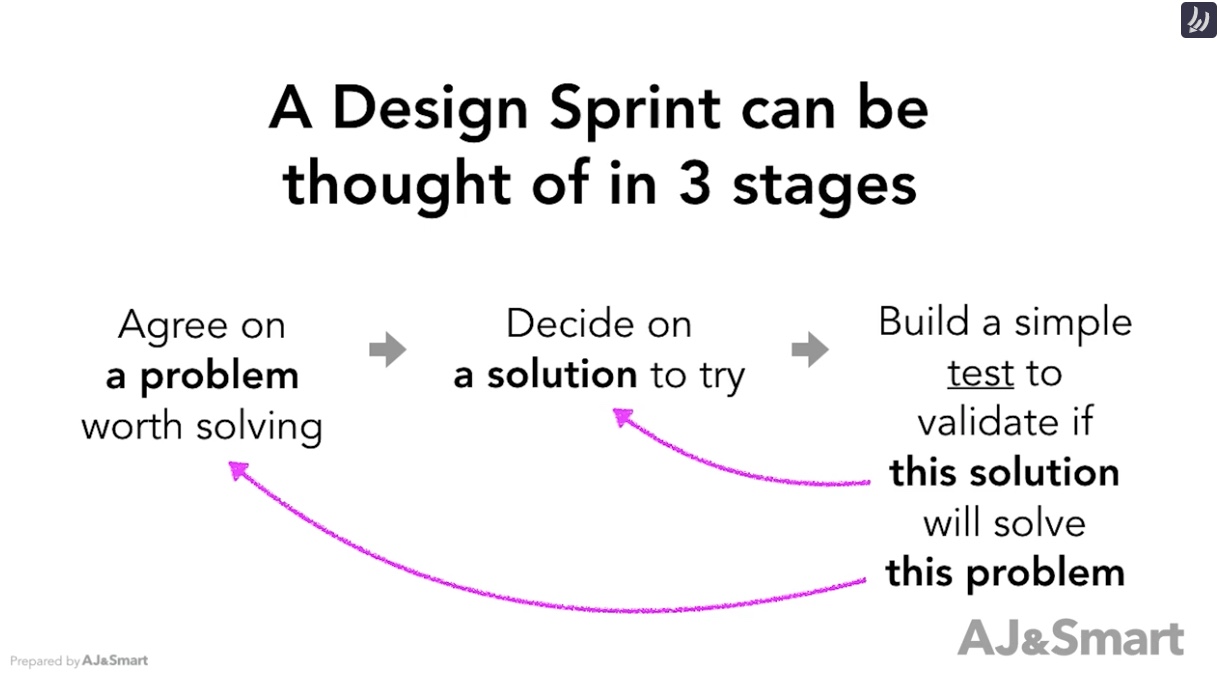 A Design Sprint can be
thought of in 3 stages
Agree on
a problem
worth solving
Decide on
a solution to try
Build a simple
test to
validate if
this solution
will solve
this problem
AJ&Smart
Prepared by AJ&Smart